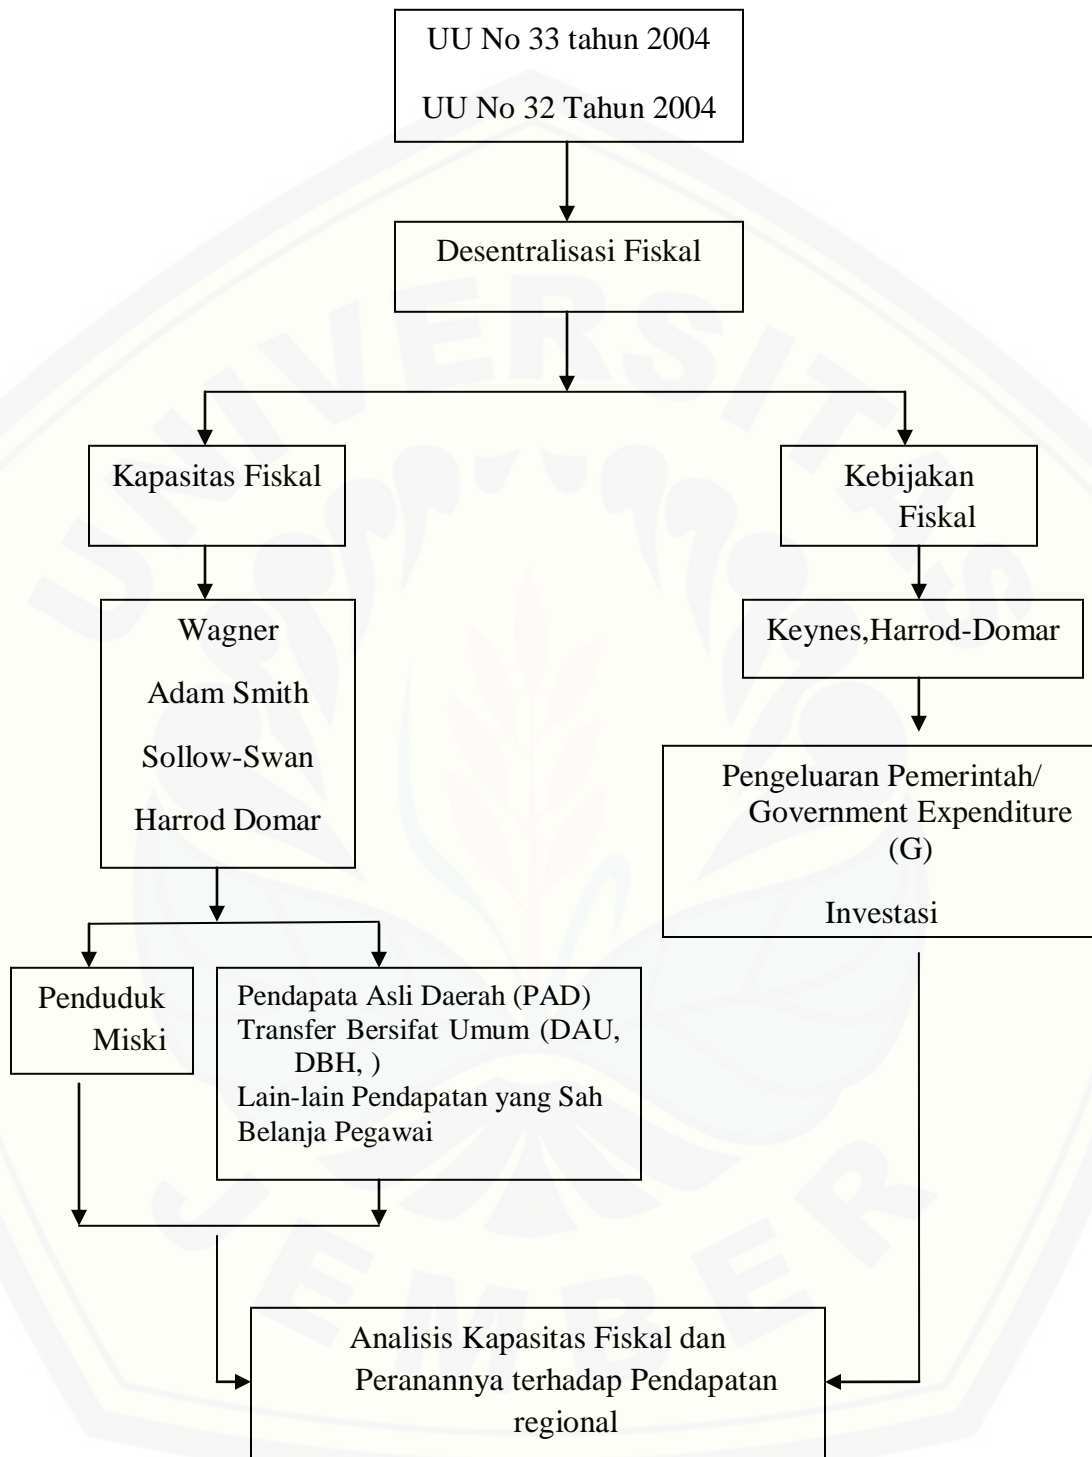 UU No 33 tahun 2004
UU No 32 Tahun 2004
Desentralisasi Fiskal
Kapasitas Fiskal
Kebijakan
Fiskal
Wagner
Adam Smith
Sollow-Swan
Harrod Domar
Keynes,Harrod-Domar
Pengeluaran Pemerintah/
Government Expenditure
(G)
Investasi
Penduduk
Miski
Pendapata Asli Daerah (PAD)
Transfer Bersifat Umum (DAU,
DBH, )
Lain-lain Pendapatan yang Sah
Belanja Pegawai
Analisis Kapasitas Fiskal dan
Peranannya terhadap Pendapatan
regional
UNIVERSITAS
JEMBER